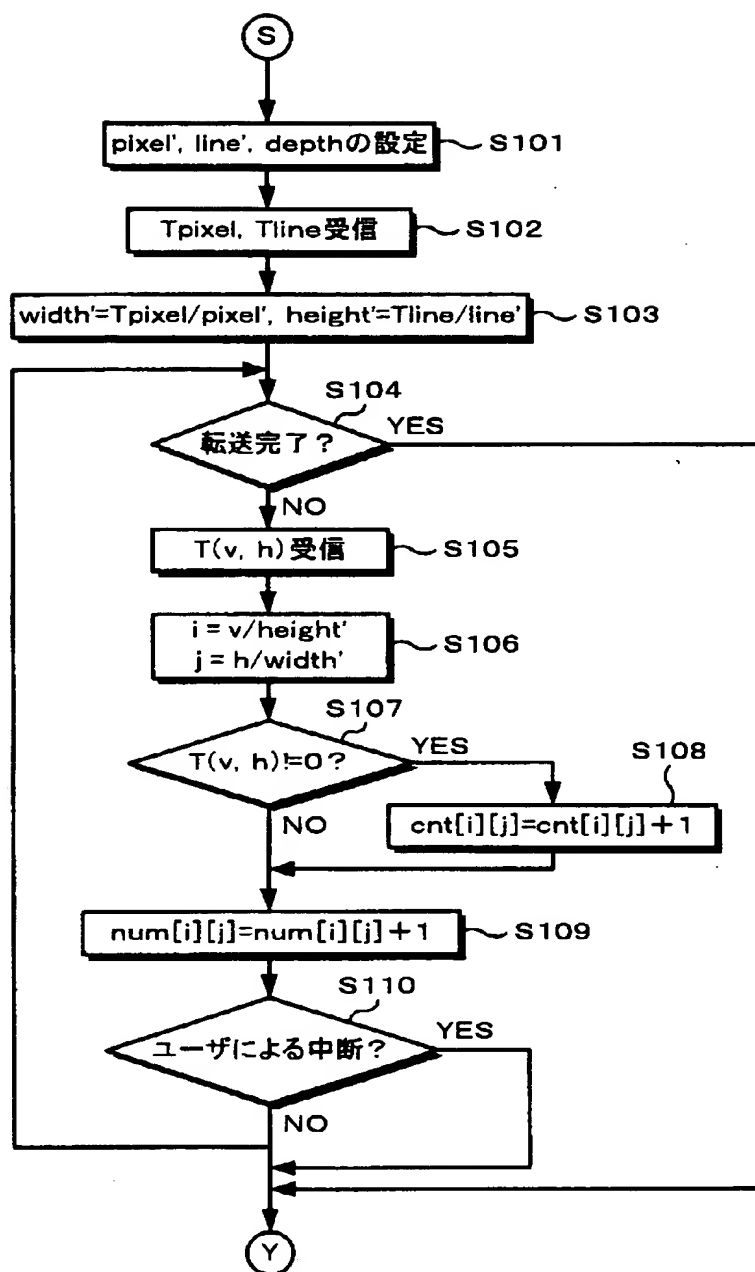 S
pixel', line', depthの設定
S101
Tpixel, Tline受信
S102
width'=Tpixel/pixel', height'=Tline/line'
S103
S104
転送完了?
YES
NO
T(v, h)受信
S105
i = v/height'
j = h/width'
S106
S107
T(v, h)!=0?
YES
S108
NO
cnt[i][j]=cnt[i][j]+1
num[i][j]=num[i][j]+1
S109
S110
ユーザによる中断?
YES
NO
Y